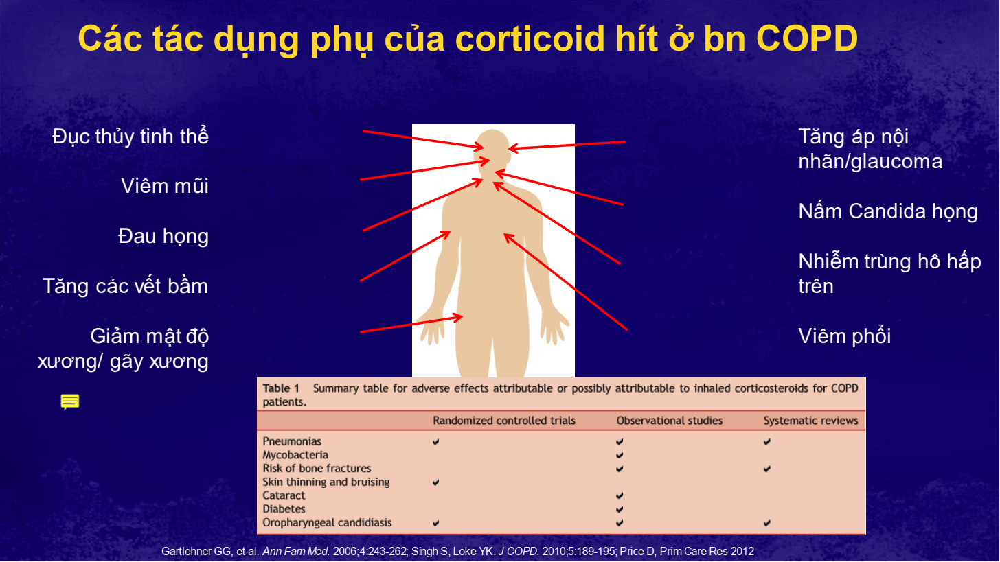 Các tác dụng phụ của corticoid hít ở bn COPD
Đục thủy tinh thể
Viêm mũi
Đau họng
Tăng các vết bầm
Giảm mật độ
xương/ gãy xương
Tăng áp nội
nhãn/glaucoma
Nấm Candida họng
Nhiễm trùng hô hấp
trên
Viêm phổi
Table 1 Summary table for adverse effects attributable or possibly attributable to inhaled corticosteroids for COPD
patients.
Randomized controlled trials Observational studies Systematic reviews
Pneumonias ✔ ✔ ✔
Mycobacteria ✔
Risk of bone fractures ✔ ✔
Skin thinning and bruising ✔
Cataract ✔
Diabetes ✔
Oropharyngeal candidiasis ✔ ✔ ✔
Gartlehner GG, et al. Ann Fam Med. 2006;4:243-262; Singh S, Loke YK. J COPD. 2010;5:189-195; Price D, Prim Care Res 2012